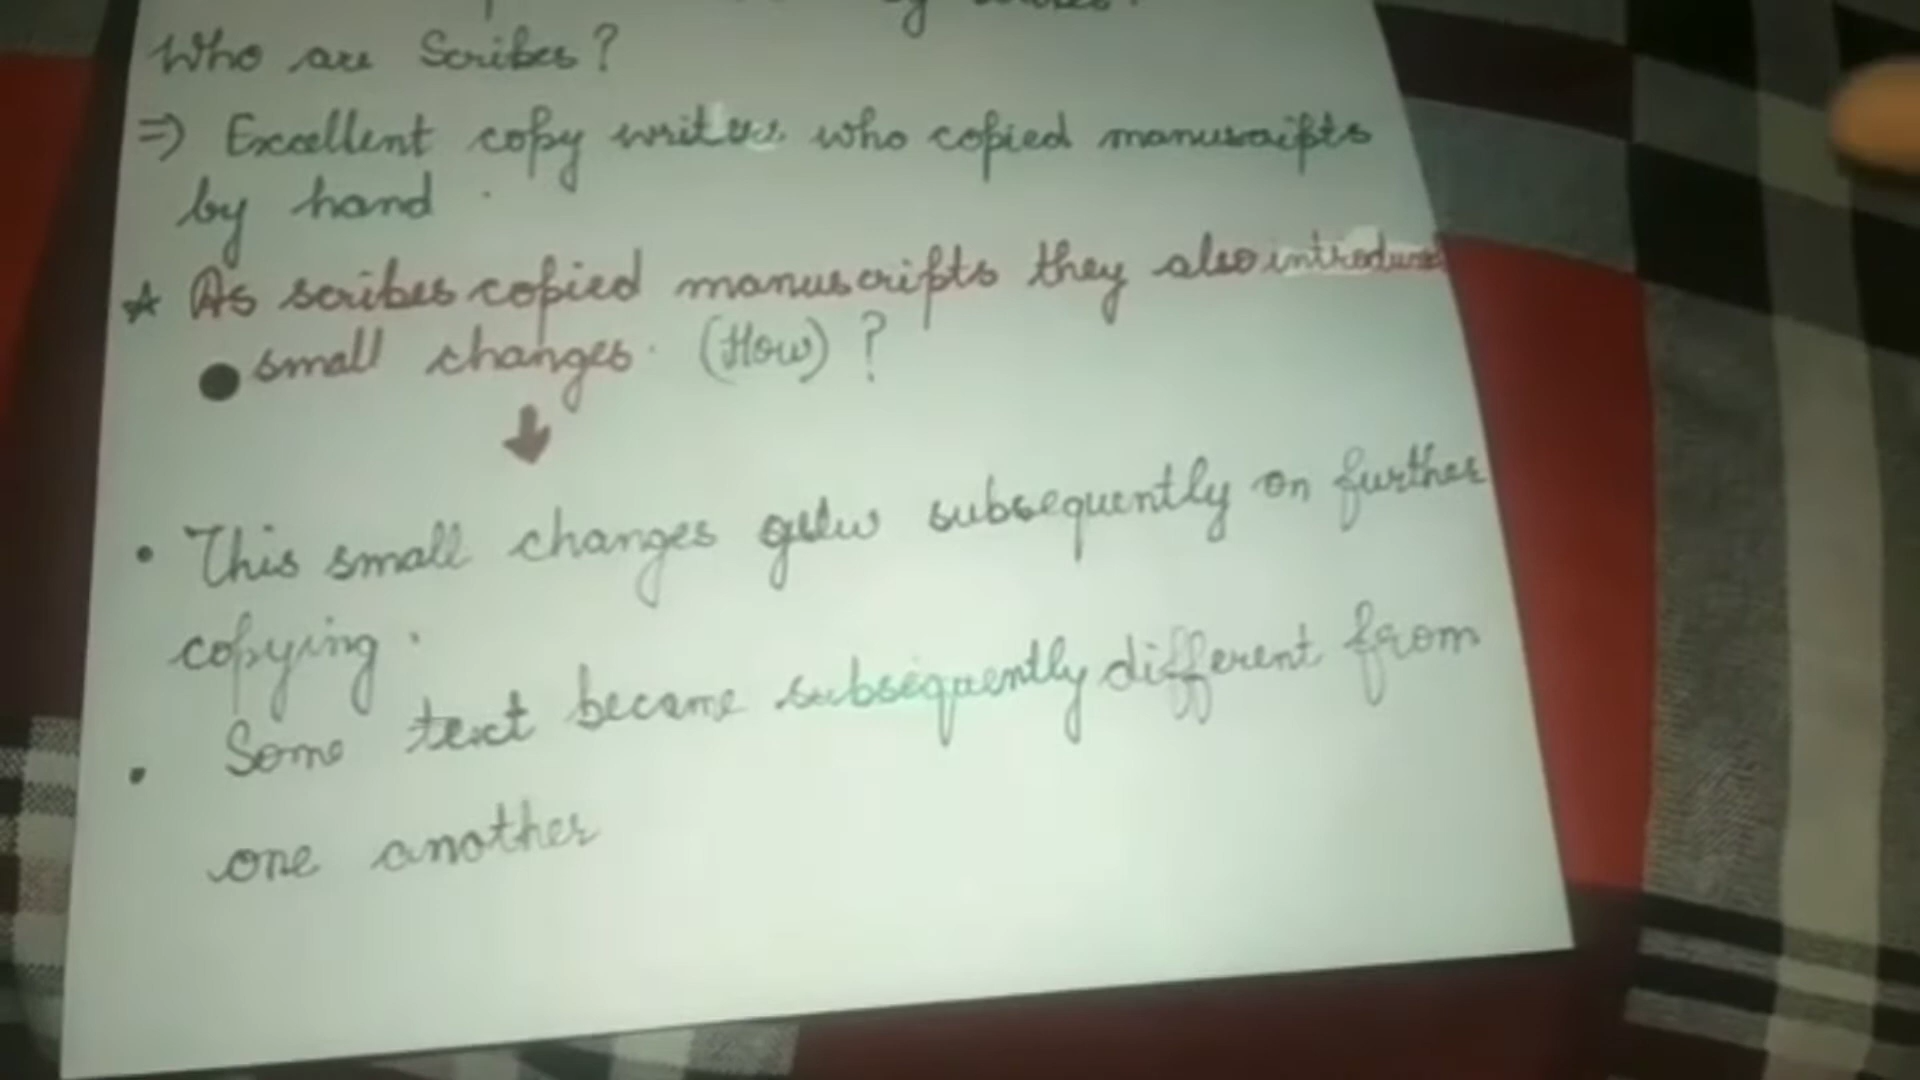 Who are Scribes?
=> Excellent copy writers who copied manuscripts
by hand.
☆ As scribes copied manuscripts they also introduced
● small changes. (How)?
↓
• This small changes grew subsequently on further
copying.
• Some text became subsequently different from
one another